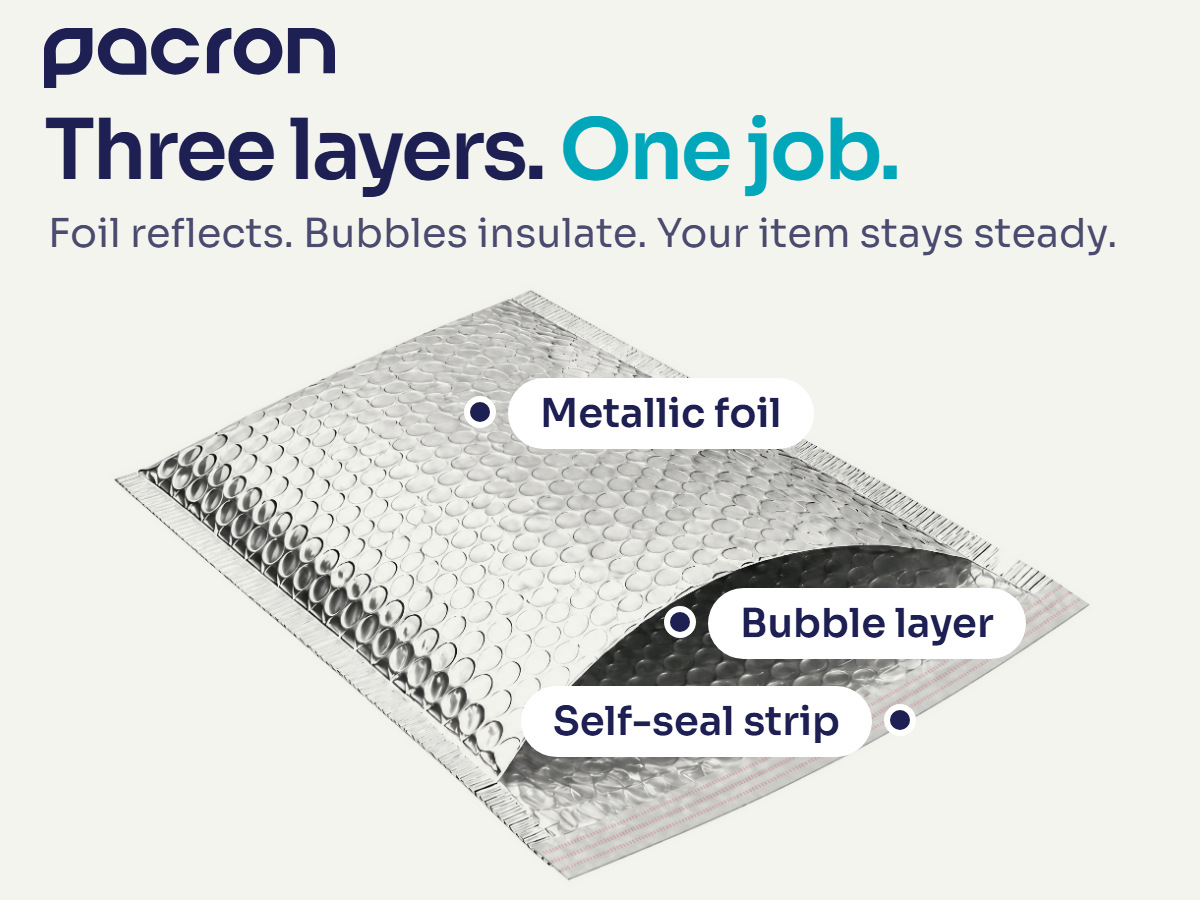 pacron
Three layers. One job.
Foil reflects. Bubbles insulate. Your item stays steady.
Metallic foil
Bubble layer
Self-seal strip